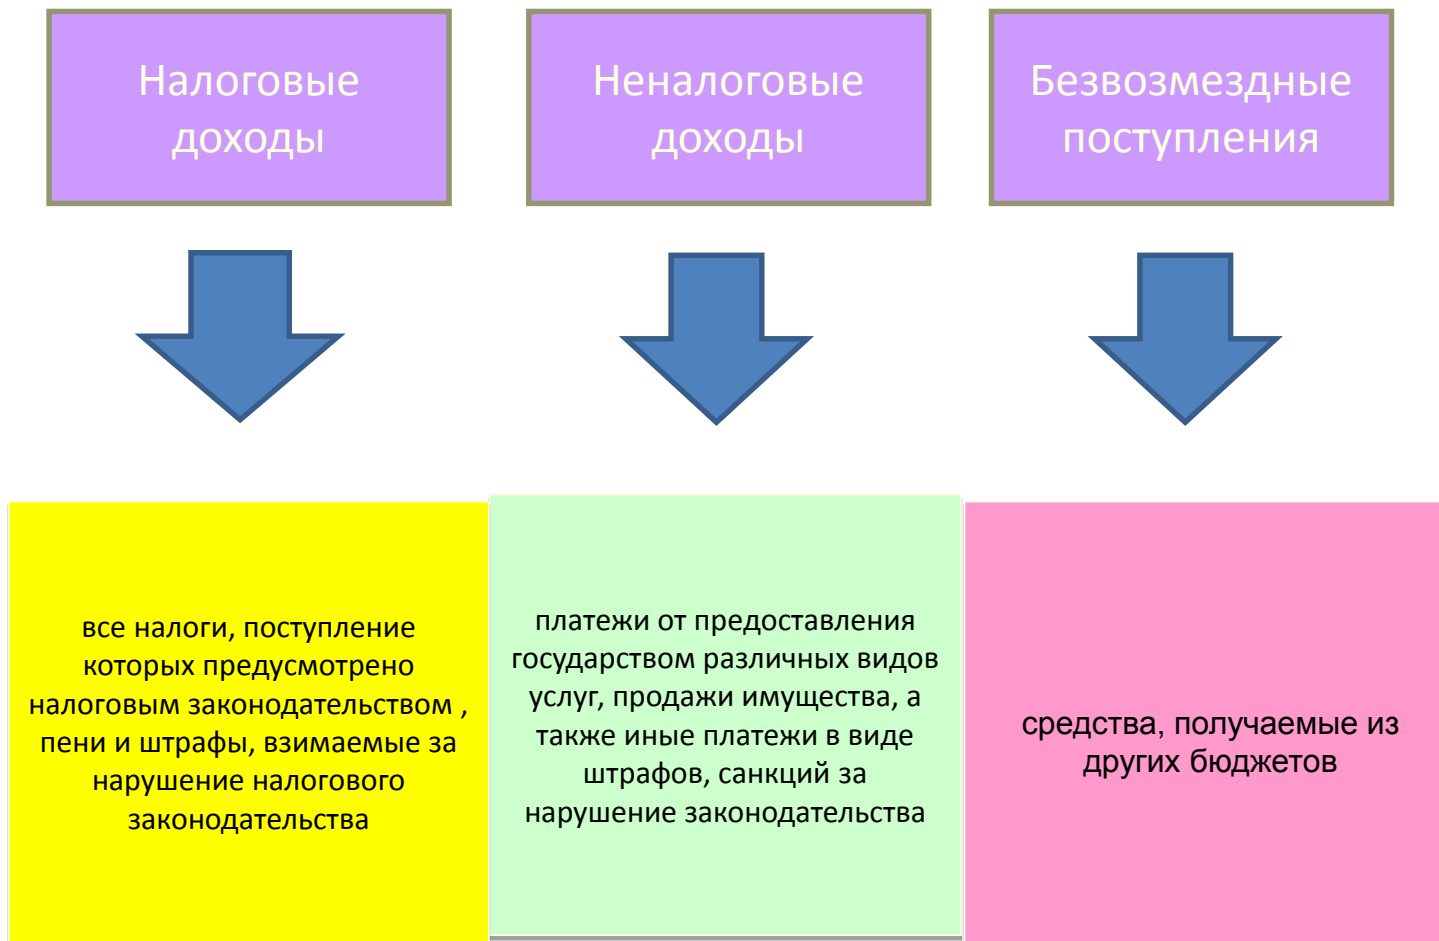 Налоговые
доходы
Неналоговые
доходы
Безвозмездные
поступления
все налоги, поступление
которых предусмотрено
налоговым законодательством ,
пени и штрафы, взимаемые за
нарушение налогового
законодательства
платежи от предоставления
государством различных видов
услуг, продажи имущества, а
также иные платежи в виде
штрафов, санкций за
нарушение законодательства
средства, получаемые из
других бюджетов